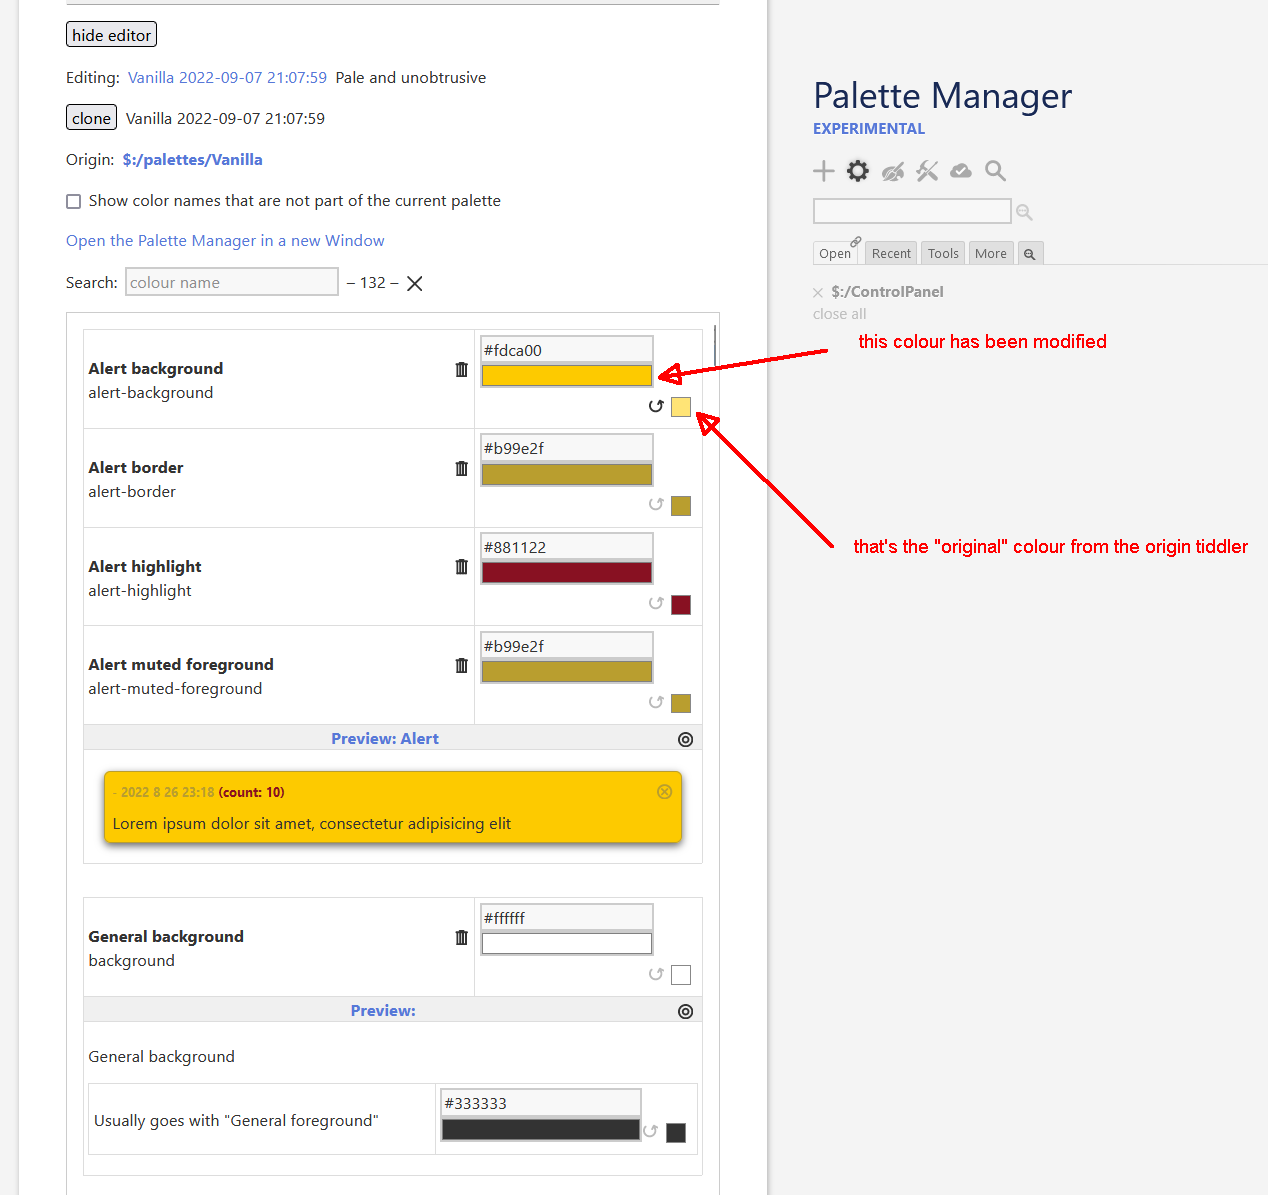 hide editor
Editing: Vanilla 2022-09-07 21:07:59 Pale and unobtrusive
clone Vanilla 2022-09-07 21:07:59
Origin: $:/palettes/Vanilla
Show color names that are not part of the current palette
Open the Palette Manager in a new Window
Search: colour name – 132 –
Alert background
alert-background
#fdca00
Alert border
alert-border
#b99e2f
Alert highlight
alert-highlight
#881122
Alert muted foreground
alert-muted-foreground
#b99e2f
Preview: Alert
- 2022 8 26 23:18 (count: 10)
Lorem ipsum dolor sit amet, consectetur adipisicing elit
General background
background
#ffffff
Preview:
General background
Usually goes with "General foreground"
#333333
Palette Manager
EXPERIMENTAL
Open Recent Tools More
$:/ControlPanel
close all
this colour has been modified
that's the "original" colour from the origin tiddler